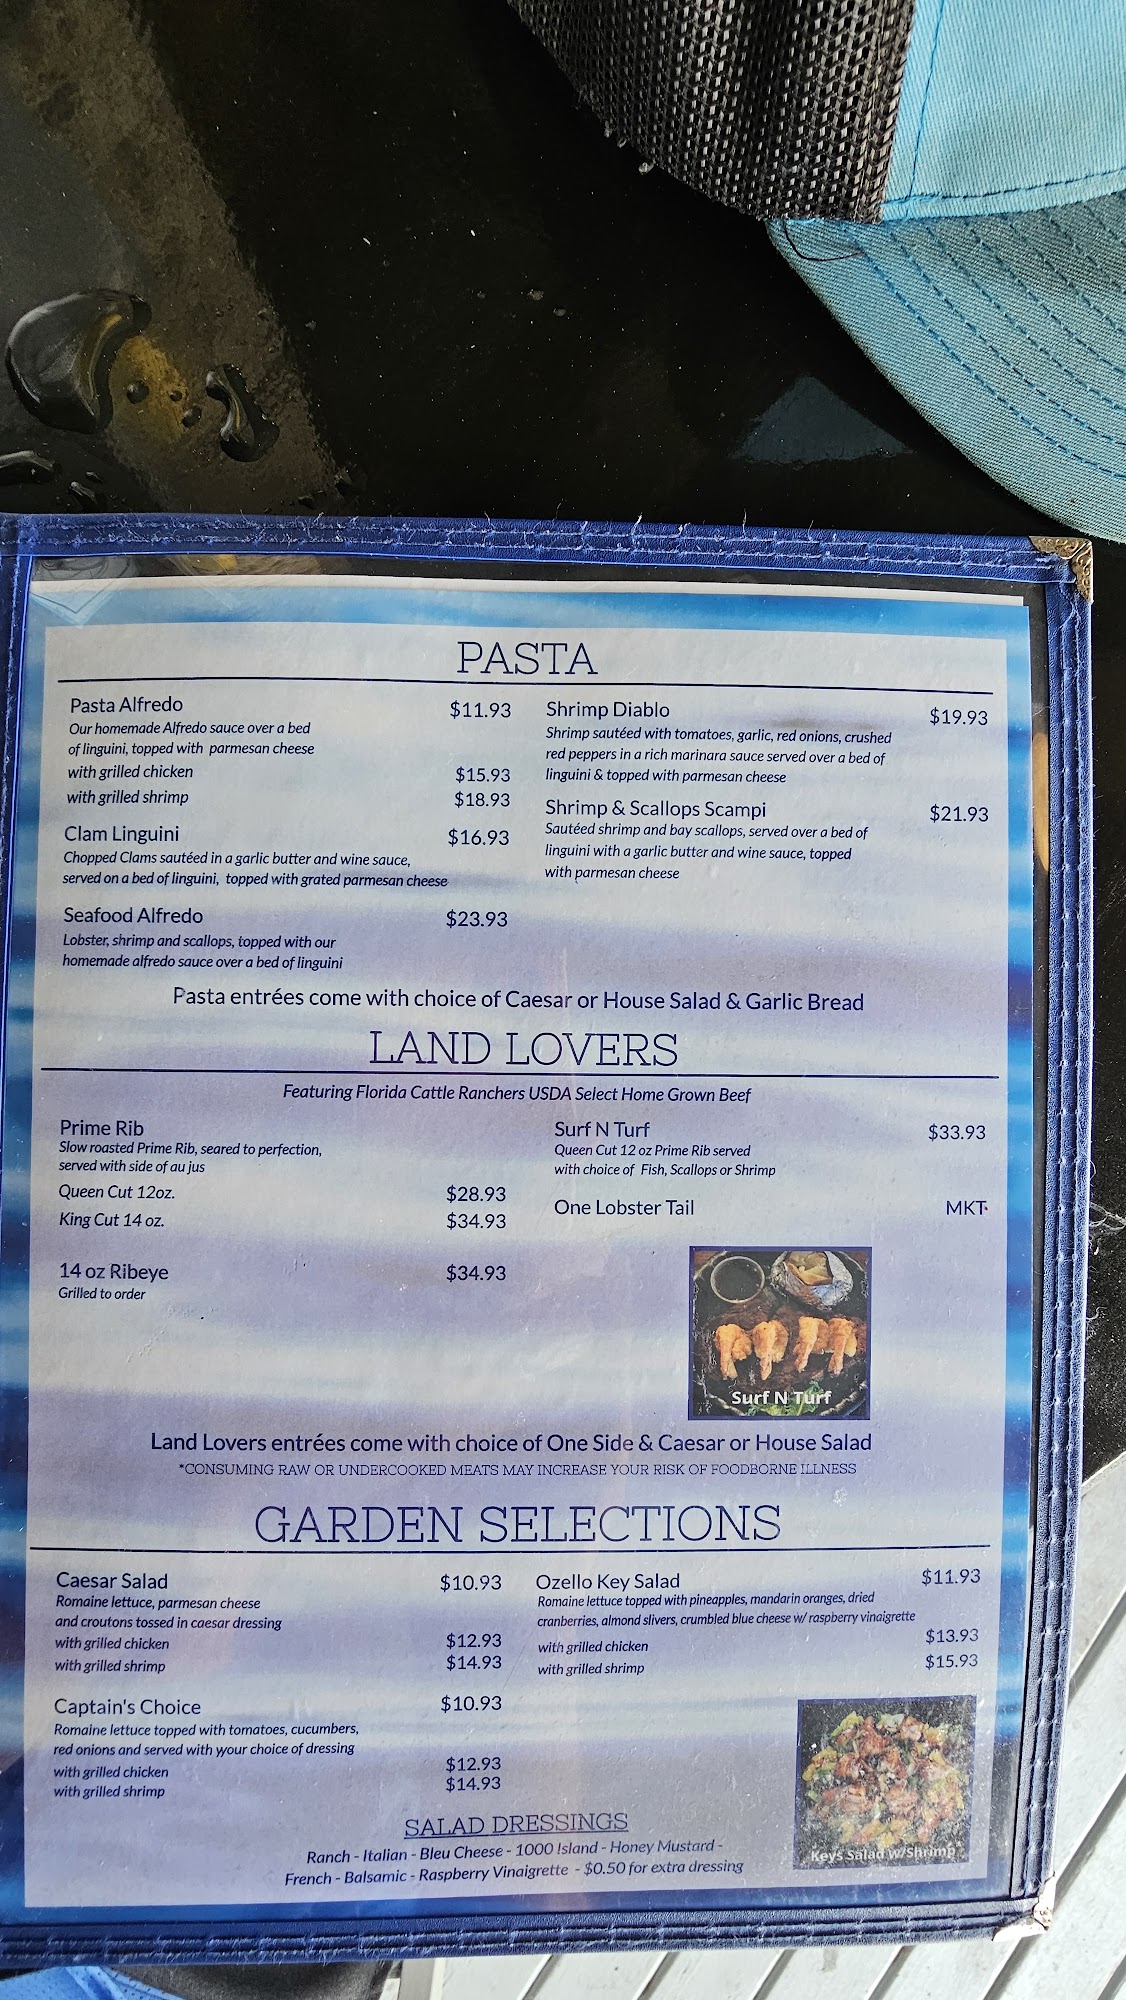 PASTA
Pasta Alfredo $11.93
Our homemade Alfredo sauce over a bed
of linguini, topped with parmesan cheese
with grilled chicken $15.93
with grilled shrimp $18.93
Clam Linguini $16.93
Chopped Clams sautéed in a garlic butter and wine sauce,
served on a bed of linguini, topped with grated parmesan cheese
Seafood Alfredo $23.93
Lobster, shrimp and scallops, topped with our
homemade alfredo sauce over a bed of linguini
Shrimp Diablo $19.93
Shrimp sautéed with tomatoes, garlic, red onions, crushed
red peppers in a rich marinara sauce served over a bed of
linguini & topped with parmesan cheese
Shrimp & Scallops Scampi $21.93
Sautéed shrimp and bay scallops, served over a bed of
linguini with a garlic butter and wine sauce, topped
with parmesan cheese
Pasta entrées come with choice of Caesar or House Salad & Garlic Bread
LAND LOVERS
Featuring Florida Cattle Ranchers USDA Select Home Grown Beef
Prime Rib
Slow roasted Prime Rib, seared to perfection,
served with side of au jus
Queen Cut 12oz. $28.93
King Cut 14 oz. $34.93
14 oz Ribeye $34.93
Grilled to order
Surf N Turf $33.93
Queen Cut 12 oz Prime Rib served
with choice of Fish, Scallops or Shrimp
One Lobster Tail MKT
Surf N Turf
Land Lovers entrées come with choice of One Side & Caesar or House Salad
*CONSUMING RAW OR UNDERCOOKED MEATS MAY INCREASE YOUR RISK OF FOODBORNE ILLNESS
GARDEN SELECTIONS
Caesar Salad $10.93
Romaine lettuce, parmesan cheese
and croutons tossed in caesar dressing
with grilled chicken $12.93
with grilled shrimp $14.93
Captain's Choice $10.93
Romaine lettuce topped with tomatoes, cucumbers,
red onions and served with your choice of dressing
with grilled chicken $12.93
with grilled shrimp $14.93
Ozello Key Salad $11.93
Romaine lettuce topped with pineapples, mandarin oranges, dried
cranberries, almond slivers, crumbled blue cheese w/ raspberry vinaigrette
with grilled chicken $13.93
with grilled shrimp $15.93
Keys Salad w/Shrimp
SALAD DRESSINGS
Ranch - Italian - Bleu Cheese - 1000 Island - Honey Mustard -
French - Balsamic - Raspberry Vinaigrette - $0.50 for extra dressing